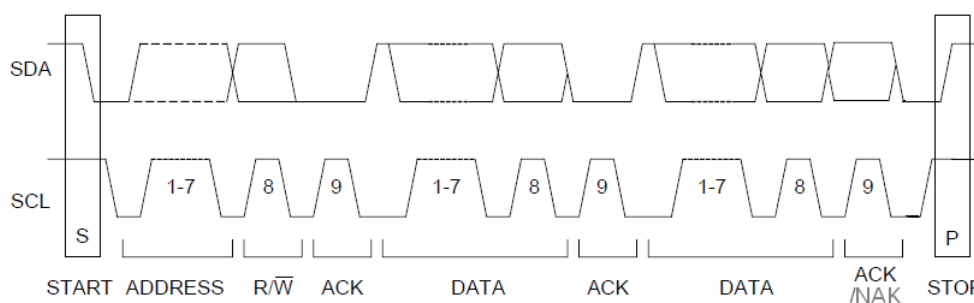 SDA
1-7 8 9 1-7 8 9 1-7 8 9
SCL
S P
START ADDRESS R/W̅ ACK DATA ACK DATA ACK STOP
/NAK